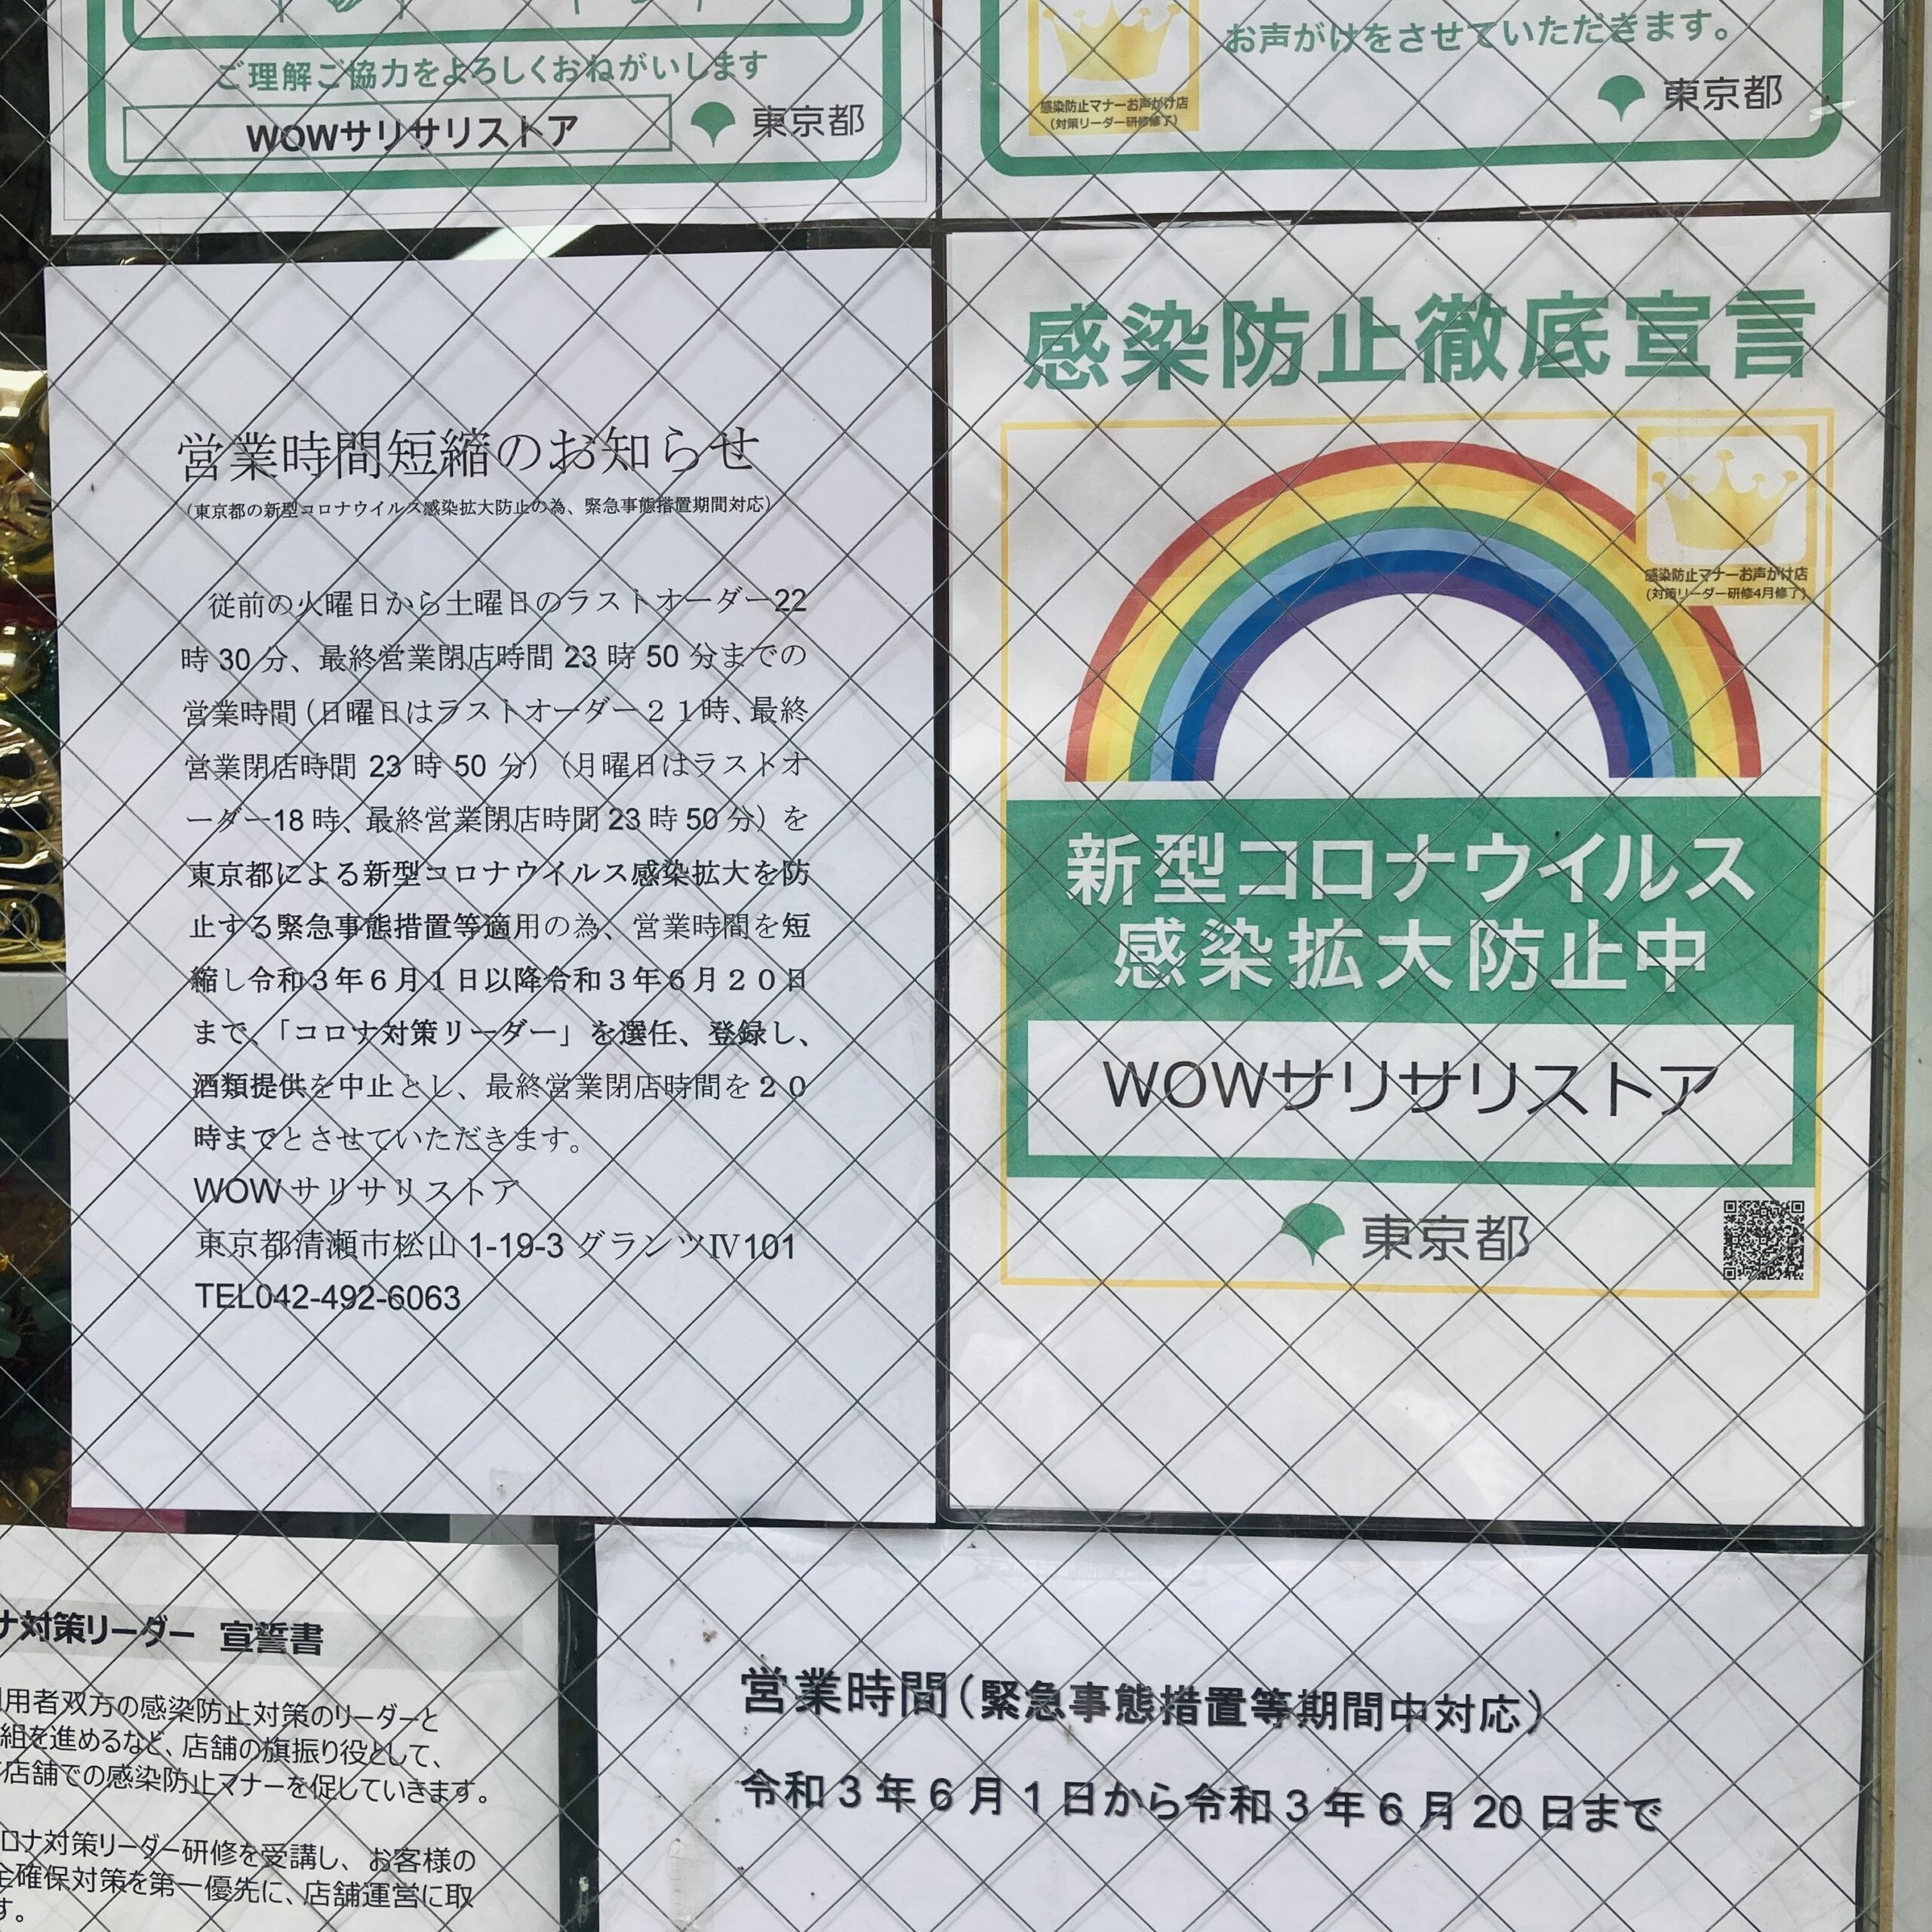 ご理解ご協力をよろしくおねがいします
WOWサリサリストア
東京都
お声がけをさせていただきます。
感染防止マナーお声がけ店
(対策リーダー研修修了)
東京都
営業時間短縮のお知らせ
(東京都の新型コロナウイルス感染拡大防止の為、緊急事態措置期間対応)
従前の火曜日から土曜日のラストオーダー22
時 30 分、最終営業閉店時間 23 時 50 分までの
営業時間(日曜日はラストオーダー２１時、最終
営業閉店時間 23 時 50 分)(月曜日はラストオ
ーダー18 時、最終営業閉店時間 23 時 50 分)を
東京都による新型コロナウイルス感染拡大を防
止する緊急事態措置等適用の為、営業時間を短
縮し令和３年６月１日以降令和３年６月２０日
まで、「コロナ対策リーダー」を選任、登録し、
酒類提供を中止とし、最終営業閉店時間を２０
時までとさせていただきます。
WOW サリサリストア
東京都清瀬市松山 1-19-3 グランツⅣ101
TEL042-492-6063
感染防止徹底宣言
感染防止マナーお声がけ店
(対策リーダー研修4月修了)
新型コロナウイルス
感染拡大防止中
WOWサリサリストア
東京都
ナ対策リーダー 宣誓書
用者双方の感染防止対策のリーダーと
組を進めるなど、店舗の旗振り役として、
店舗での感染防止マナーを促していきます。
ロナ対策リーダー研修を受講し、お客様の
全確保対策を第一優先に、店舗運営に取
す。
営業時間(緊急事態措置等期間中対応)
令和 3 年 6 月 1 日から令和 3 年 6 月 20 日まで